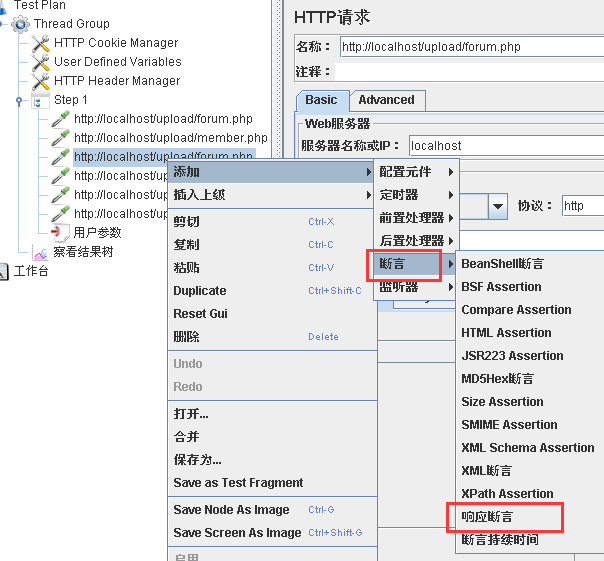 Test Plan
Thread Group
HTTP Cookie Manager
User Defined Variables
HTTP Header Manager
Step 1
http://localhost/upload/forum.php
http://localhost/upload/member.php
http://localhost/upload/forum.php
http://localhost/up
http://localhost/up
http://localhost/up
用户参数
察看结果树
工作台
HTTP请求
名称: http://localhost/upload/forum.php
注释:
Basic Advanced
Web服务器
服务器名称或IP: localhost
协议: http
添加
插入上级
剪切 Ctrl-X
复制 Ctrl-C
粘贴 Ctrl-V
Duplicate Ctrl+Shift-C
Reset Gui
删除 Delete
Undo
Redo
打开...
合并
保存为...
Save as Test Fragment
Save Node As Image Ctrl-G
Save Screen As Image Ctrl+Shift-G
启用
配置元件
定时器
前置处理器
后置处理器
断言
监听器
BeanShell断言
BSF Assertion
Compare Assertion
HTML Assertion
JSR223 Assertion
MD5Hex断言
Size Assertion
SMIME Assertion
XML Schema Assertion
XML断言
XPath Assertion
响应断言
断言持续时间